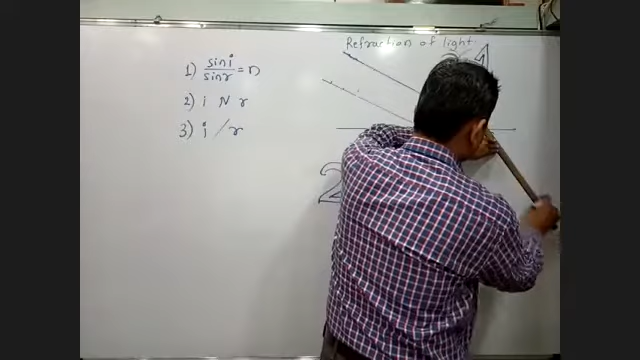 Refraction of light
1) sin i / sin r = n
2) i N r
3) i / r
1
2